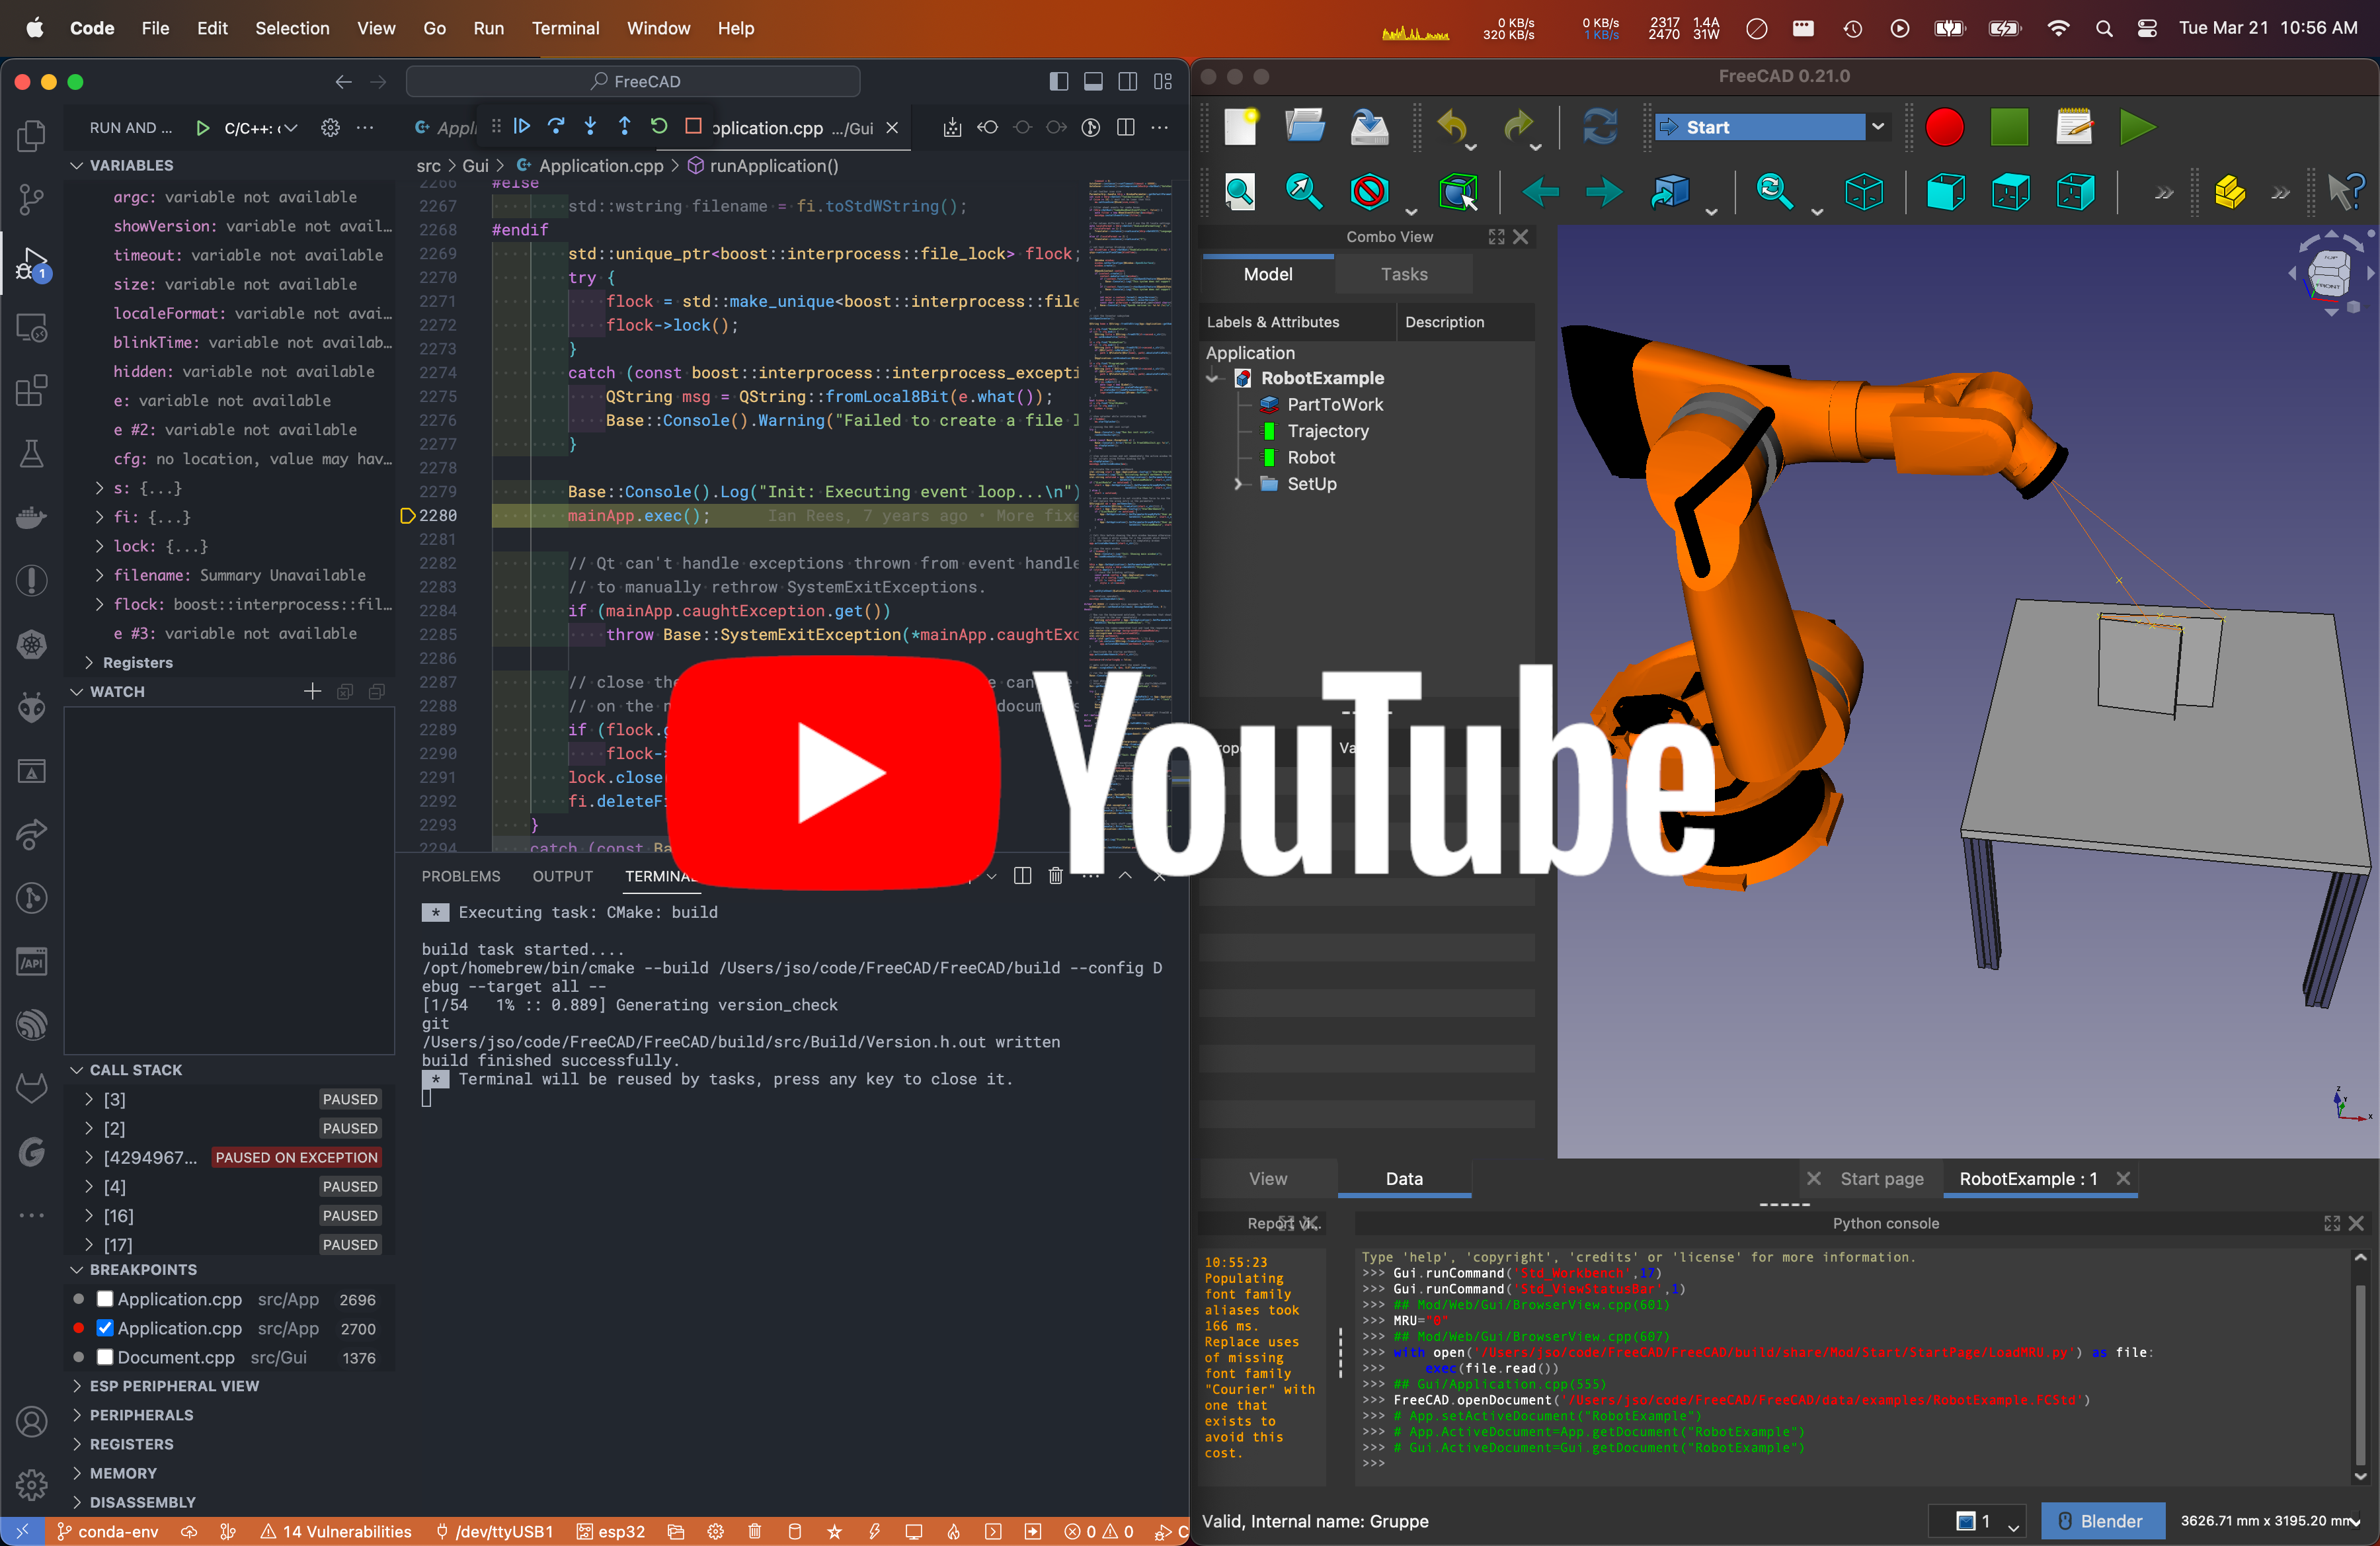 Code File Edit Selection View Go Run Terminal Window Help
0 KB/s
320 KB/s
0 KB/s
1 KB/s
2317 1.4A
2470 31W
Tue Mar 21 10:56 AM
FreeCAD
RUN AND ...
C/C++: (
pplication.cpp .../Gui
src > Gui > Application.cpp > runApplication()
VARIABLES
argc: variable not available
showVersion: variable not avail...
timeout: variable not available
size: variable not available
localeFormat: variable not avai...
blinkTime: variable not availab...
hidden: variable not available
e: variable not available
e #2: variable not available
cfg: no location, value may hav...
s: {...}
fi: {...}
lock: {...}
filename: Summary Unavailable
flock: boost::interprocess::fil...
e #3: variable not available
Registers
WATCH
CALL STACK
[3] PAUSED
[2] PAUSED
[4294967... PAUSED ON EXCEPTION
[4] PAUSED
[16] PAUSED
[17] PAUSED
BREAKPOINTS
Application.cpp src/App 2696
Application.cpp src/App 2700
Document.cpp src/Gui 1376
ESP PERIPHERAL VIEW
PERIPHERALS
REGISTERS
MEMORY
DISASSEMBLY
2266 #else
2267 std::wstring filename = fi.toStdWString();
2268 #endif
2269 std::unique_ptr<boost::interprocess::file_lock> flock;
2270 try {
2271 flock = std::make_unique<boost::interprocess::file
2272 flock->lock();
2273 }
2274 catch (const boost::interprocess::interprocess_excepti
2275 QString msg = QString::fromLocal8Bit(e.what());
2276 Base::Console().Warning("Failed to create a file l
2277 }
2278
2279 Base::Console().Log("Init: Executing event loop...\n")
2280 mainApp.exec(); Ian Rees, 7 years ago • More fixe
2281
2282 // Qt can't handle exceptions thrown from event handle
2283 // to manually rethrow SystemExitExceptions.
2284 if (mainApp.caughtException.get())
2285 throw Base::SystemExitException(*mainApp.caughtExc
2286
2287 // close the e can
2288 // on the n docum
2289 if (flock.g
2290 flock-
2291 lock.close
2292 fi.deleteF
2293 }
2294 catch (const Ba
YouTube
PROBLEMS OUTPUT TERMINAL
* Executing task: CMake: build
build task started....
/opt/homebrew/bin/cmake --build /Users/jso/code/FreeCAD/FreeCAD/build --config D
ebug --target all --
[1/54 1% :: 0.889] Generating version_check
git
/Users/jso/code/FreeCAD/FreeCAD/build/src/Build/Version.h.out written
build finished successfully.
* Terminal will be reused by tasks, press any key to close it.
conda-env 14 Vulnerabilities /dev/ttyUSB1 esp32 0 0
FreeCAD 0.21.0
Start
Combo View
Model Tasks
Labels & Attributes Description
Application
RobotExample
PartToWork
Trajectory
Robot
SetUp
FRONT
View Data
Start page RobotExample : 1
Report vi...
10:55:23
Populating
font family
aliases took
166 ms.
Replace uses
of missing
font family
"Courier" with
one that
exists to
avoid this
cost.
Python console
Type 'help', 'copyright', 'credits' or 'license' for more information.
>>> Gui.runCommand('Std_Workbench',17)
>>> Gui.runCommand('Std_ViewStatusBar',1)
>>> ## Mod/Web/Gui/BrowserView.cpp(601)
>>> MRU="0"
>>> ## Mod/Web/Gui/BrowserView.cpp(607)
>>> with open('/Users/jso/code/FreeCAD/FreeCAD/build/share/Mod/Start/StartPage/LoadMRU.py') as file:
>>> exec(file.read())
>>> ## Gui/Application.cpp(555)
>>> FreeCAD.openDocument('/Users/jso/code/FreeCAD/FreeCAD/data/examples/RobotExample.FCStd')
>>> # App.setActiveDocument("RobotExample")
>>> # App.ActiveDocument=App.getDocument("RobotExample")
>>> # Gui.ActiveDocument=Gui.getDocument("RobotExample")
>>>
Valid, Internal name: Gruppe
1
Blender
3626.71 mm x 3195.20 mm